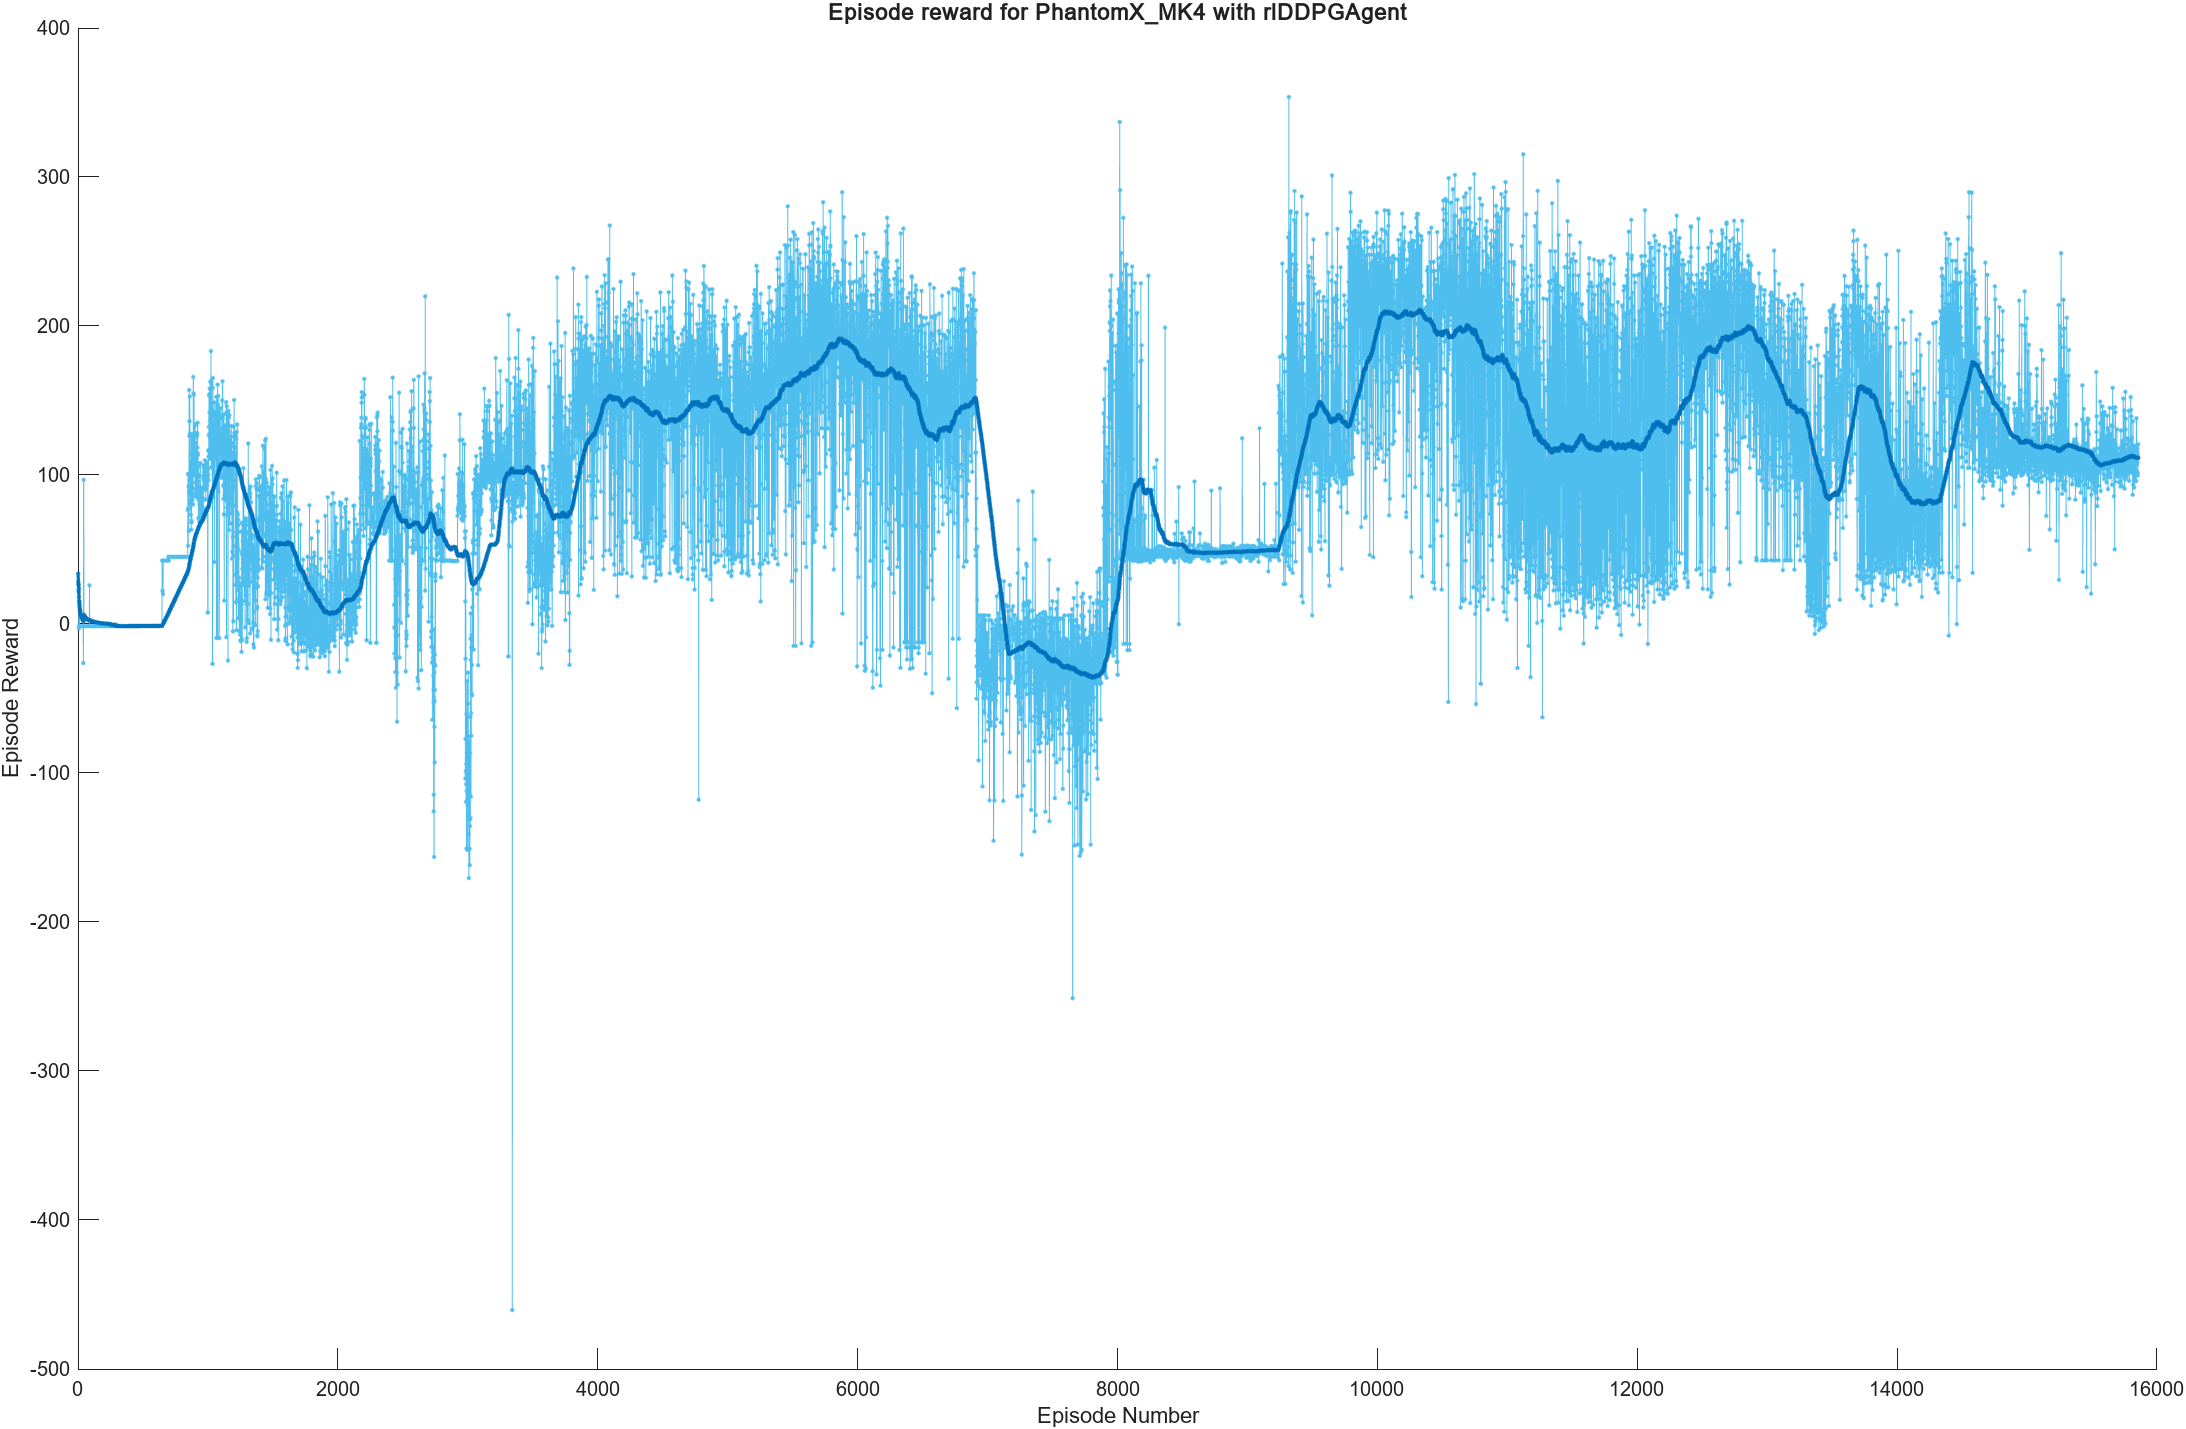 Episode reward for PhantomX_MK4 with rlDDPGAgent
400
300
200
100
0
-100
-200
-300
-400
-500
Episode Reward
0 2000 4000 6000 8000 10000 12000 14000 16000
Episode Number